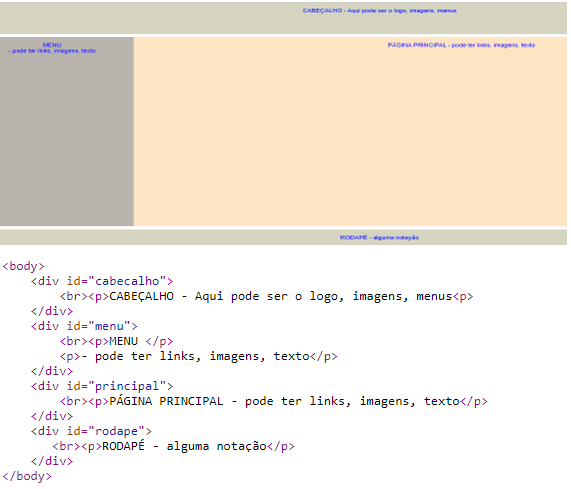 CABEÇALHO - Aqui pode ser o logo, imagens, menus
MENU
- pode ter links, imagens, texto
PÁGINA PRINCIPAL - pode ter links, imagens, texto
RODAPÉ - alguma notação
<body>
<div id="cabecalho">
<br><p>CABEÇALHO - Aqui pode ser o logo, imagens, menus<p>
</div>
<div id="menu">
<br><p>MENU </p>
<p>- pode ter links, imagens, texto</p>
</div>
<div id="principal">
<br><p>PÁGINA PRINCIPAL - pode ter links, imagens, texto</p>
</div>
<div id="rodape">
<br><p>RODAPÉ - alguma notação</p>
</div>
</body>